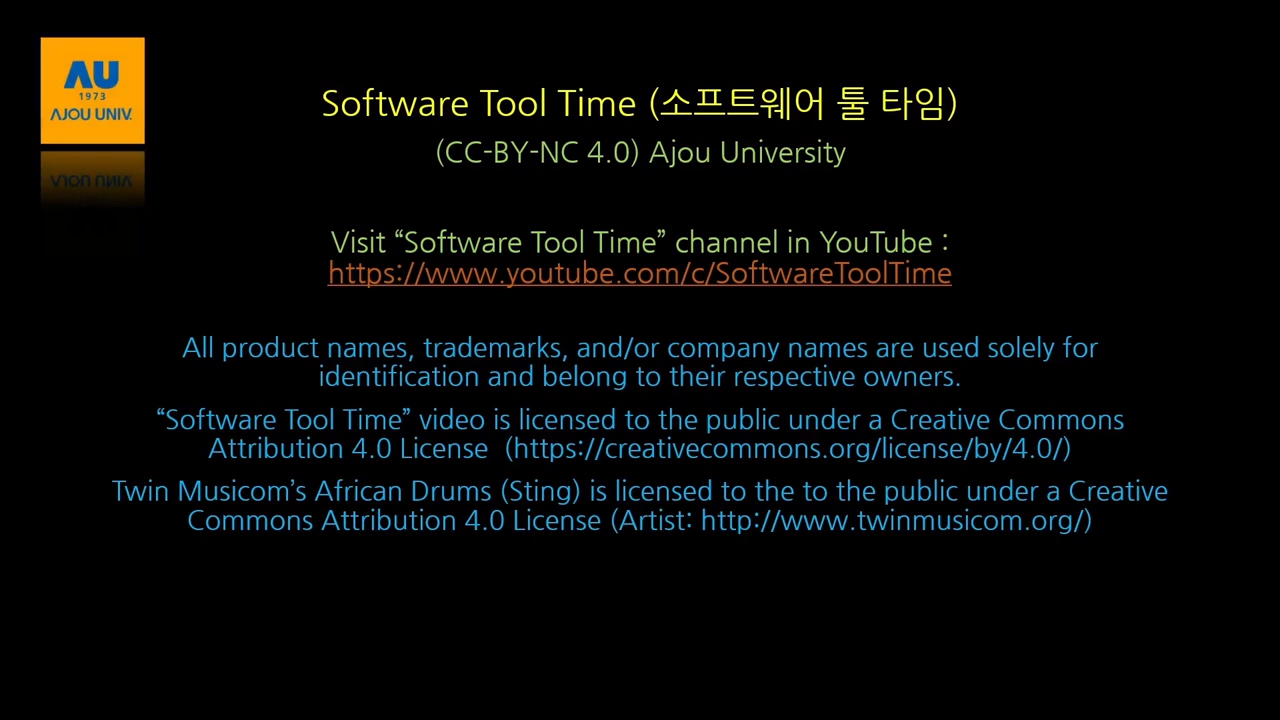 AU
1973
AJOU UNIV.
Software Tool Time (소프트웨어 툴 타임)
(CC-BY-NC 4.0) Ajou University
Visit “Software Tool Time” channel in YouTube :
https://www.youtube.com/c/SoftwareToolTime
All product names, trademarks, and/or company names are used solely for
identification and belong to their respective owners.
“Software Tool Time” video is licensed to the public under a Creative Commons
Attribution 4.0 License (https://creativecommons.org/license/by/4.0/)
Twin Musicom’s African Drums (Sting) is licensed to the to the public under a Creative
Commons Attribution 4.0 License (Artist: http://www.twinmusicom.org/)